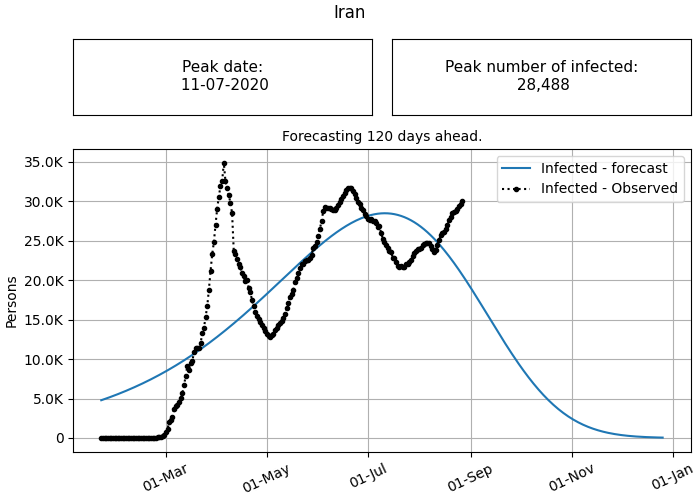 Iran
Peak date:
11-07-2020
Peak number of infected:
28,488
Forecasting 120 days ahead.
35.0K
30.0K
25.0K
20.0K
15.0K
10.0K
5.0K
0
Persons
Infected - forecast
Infected - Observed
01-Mar
01-May
01-Jul
01-Sep
01-Nov
01-Jan